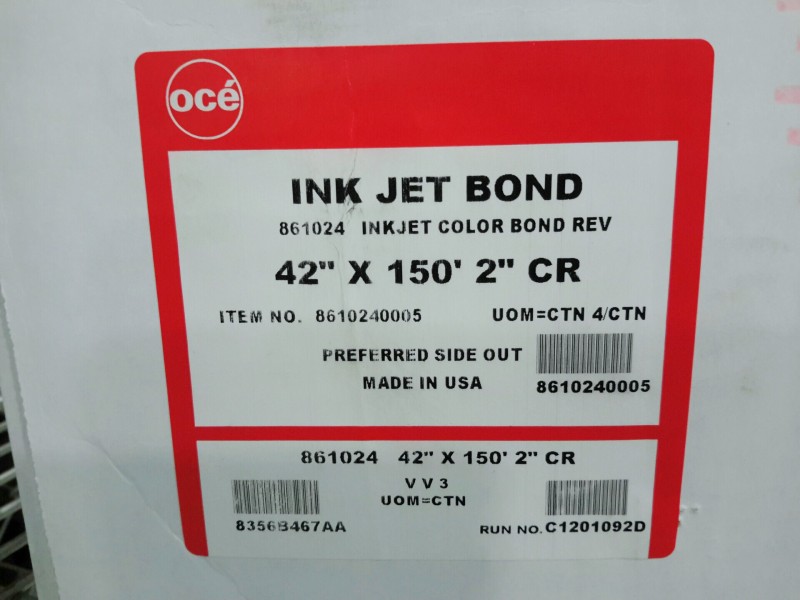 océ
INK JET BOND
861024 INKJET COLOR BOND REV
42" X 150' 2" CR
ITEM NO. 8610240005 UOM=CTN 4/CTN
PREFERRED SIDE OUT
MADE IN USA 8610240005
861024 42" X 150' 2" CR
V V 3
UOM=CTN
8356B467AA RUN NO. C1201092D